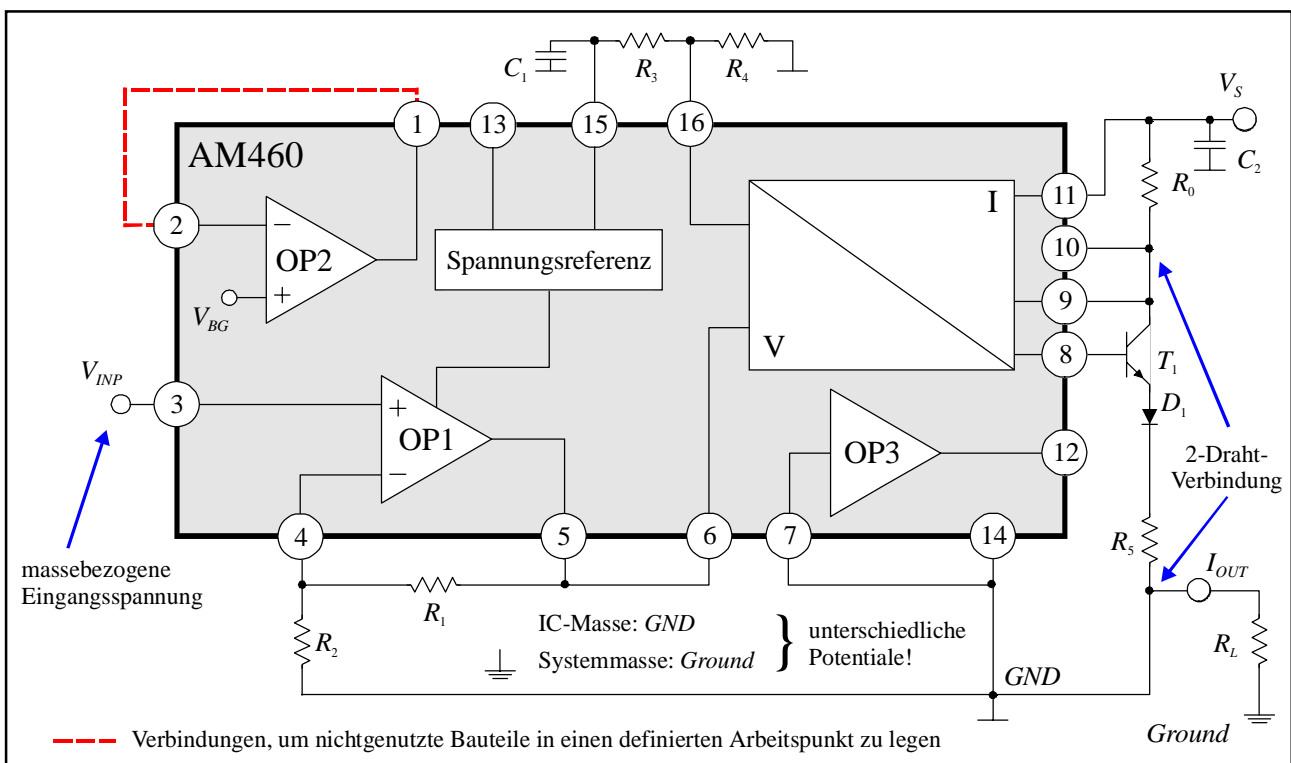 C1
R3
R4
VS
1
13
15
16
AM460
C2
R0
I
11
2
−
OP2
Spannungsreferenz
10
+
VBG
9
V
8
T1
VINP
3
D1
+
OP1
−
OP3
12
2-Draht-
Verbindung
4
5
6
7
14
R5
massebezogene
Eingangsspannung
IOUT
R1
IC-Masse: GND
Systemmasse: Ground
} unterschiedliche
Potentiale!
R2
RL
GND
Ground
Verbindungen, um nichtgenutzte Bauteile in einen definierten Arbeitspunkt zu legen